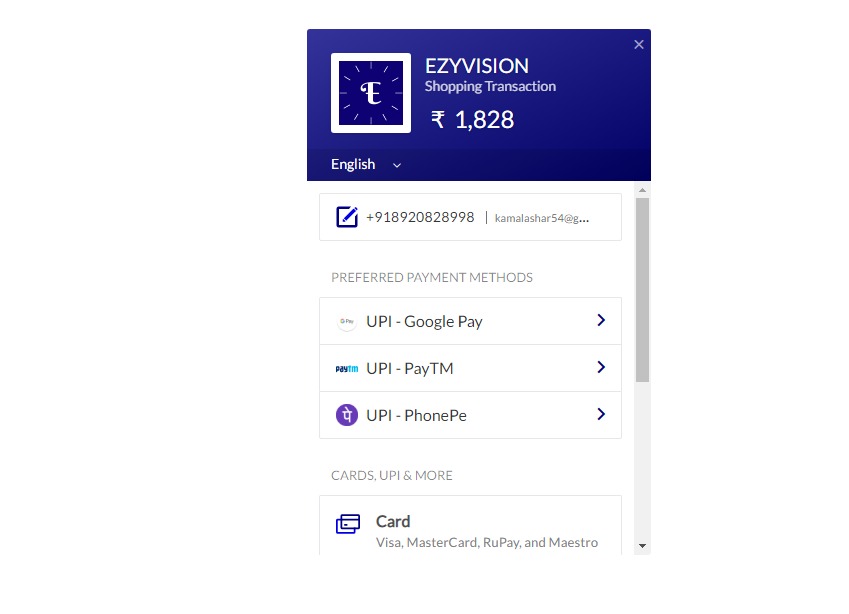 EZYVISION
Shopping Transaction
₹ 1,828
English
+918920828998 | kamalashar54@g...
PREFERRED PAYMENT METHODS
G Pay UPI - Google Pay
paytm UPI - PayTM
पे UPI - PhonePe
CARDS, UPI & MORE
Card
Visa, MasterCard, RuPay, and Maestro